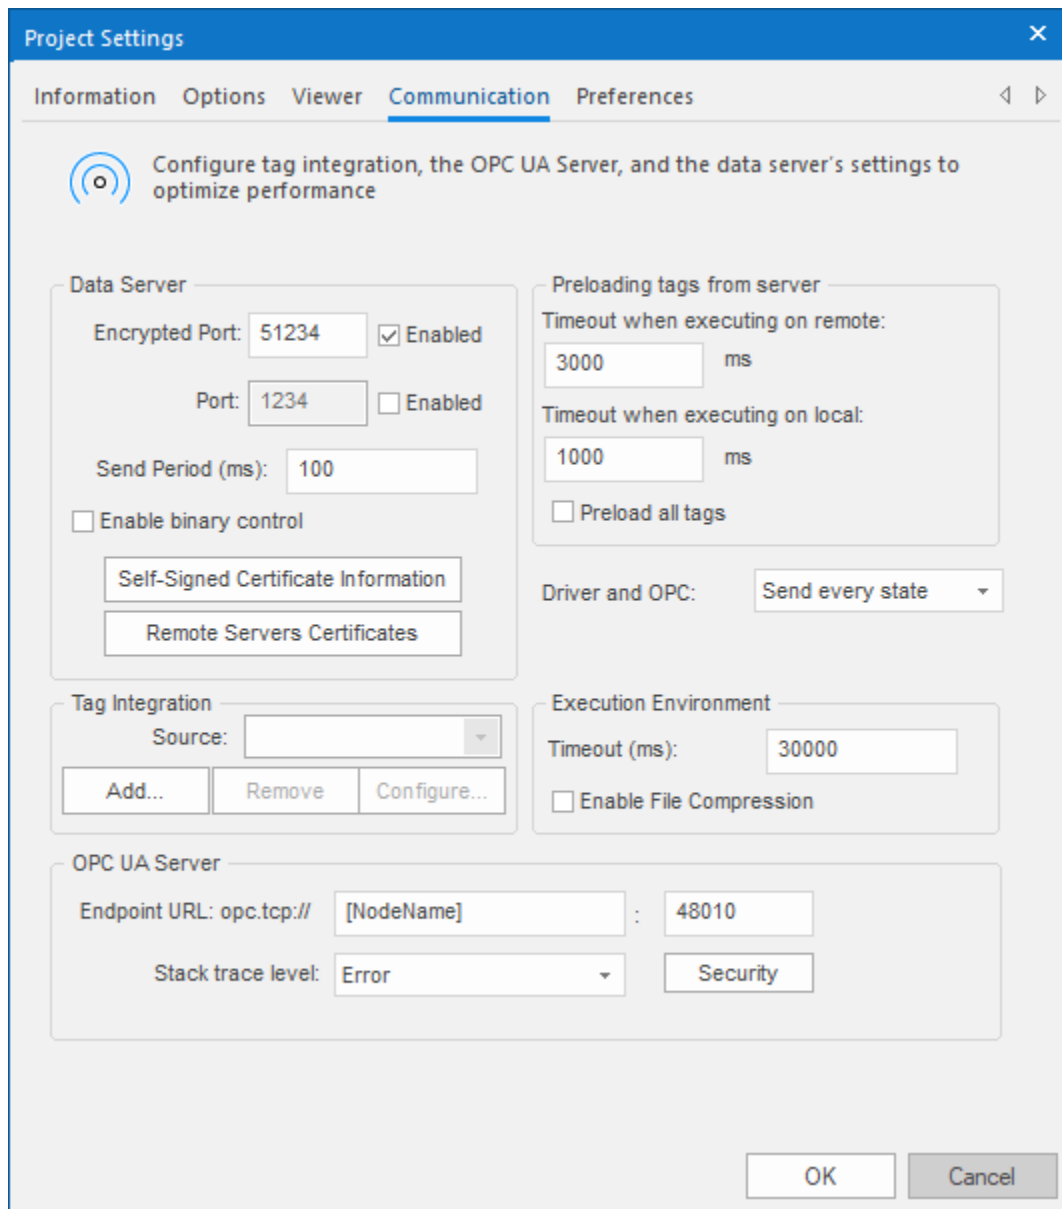 Project Settings
Information Options Viewer Communication Preferences
Configure tag integration, the OPC UA Server, and the data server's settings to
optimize performance
Data Server
Encrypted Port: 51234 Enabled
Port: 1234 Enabled
Send Period (ms): 100
Enable binary control
Self-Signed Certificate Information
Remote Servers Certificates
Preloading tags from server
Timeout when executing on remote:
3000 ms
Timeout when executing on local:
1000 ms
Preload all tags
Driver and OPC: Send every state
Tag Integration
Source:
Add... Remove Configure...
Execution Environment
Timeout (ms): 30000
Enable File Compression
OPC UA Server
Endpoint URL: opc.tcp:// [NodeName] : 48010
Stack trace level: Error Security
OK Cancel